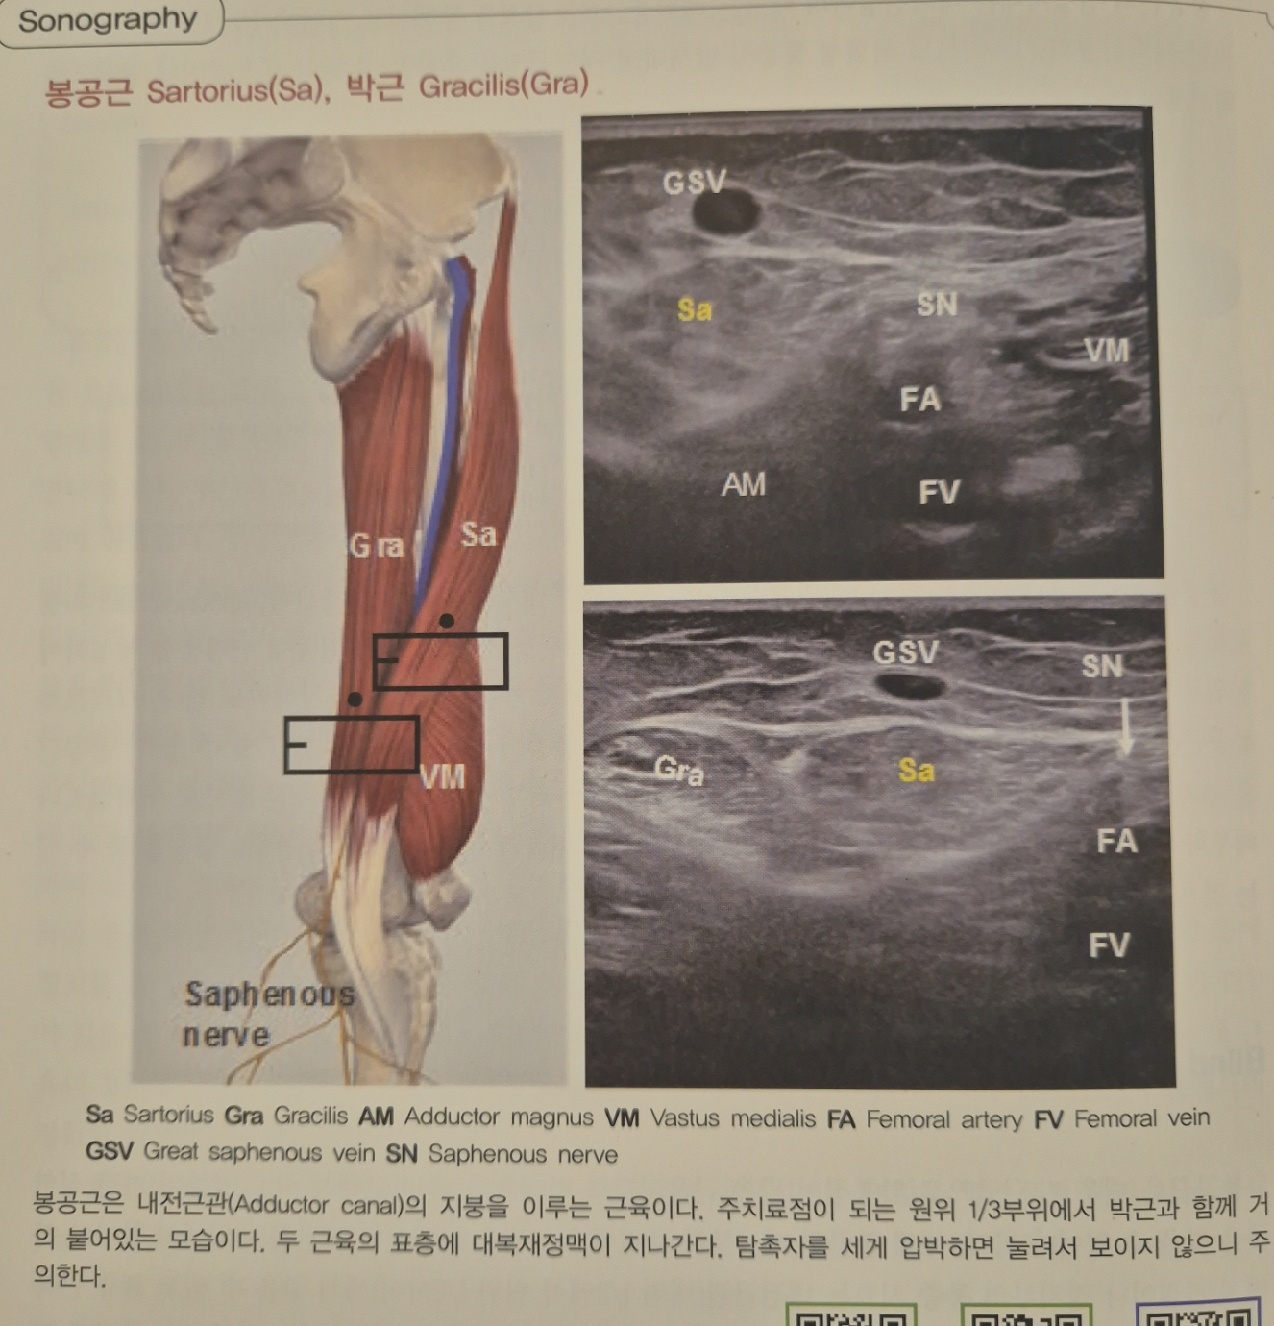 Sonography
봉공근 Sartorius(Sa), 박근 Gracilis(Gra)
Gra
Sa
VM
Saphenous
nerve
GSV
Sa
SN
VM
FA
AM
FV
GSV
SN
Gra
Sa
FA
FV
Sa Sartorius Gra Gracilis AM Adductor magnus VM Vastus medialis FA Femoral artery FV Femoral vein
GSV Great saphenous vein SN Saphenous nerve
봉공근은 내전근관(Adductor canal)의 지붕을 이루는 근육이다. 주치료점이 되는 원위 1/3부위에서 박근과 함께 거
의 붙어있는 모습이다. 두 근육의 표층에 대복재정맥이 지나간다. 탐촉자를 세게 압박하면 눌려서 보이지 않으니 주
의한다.